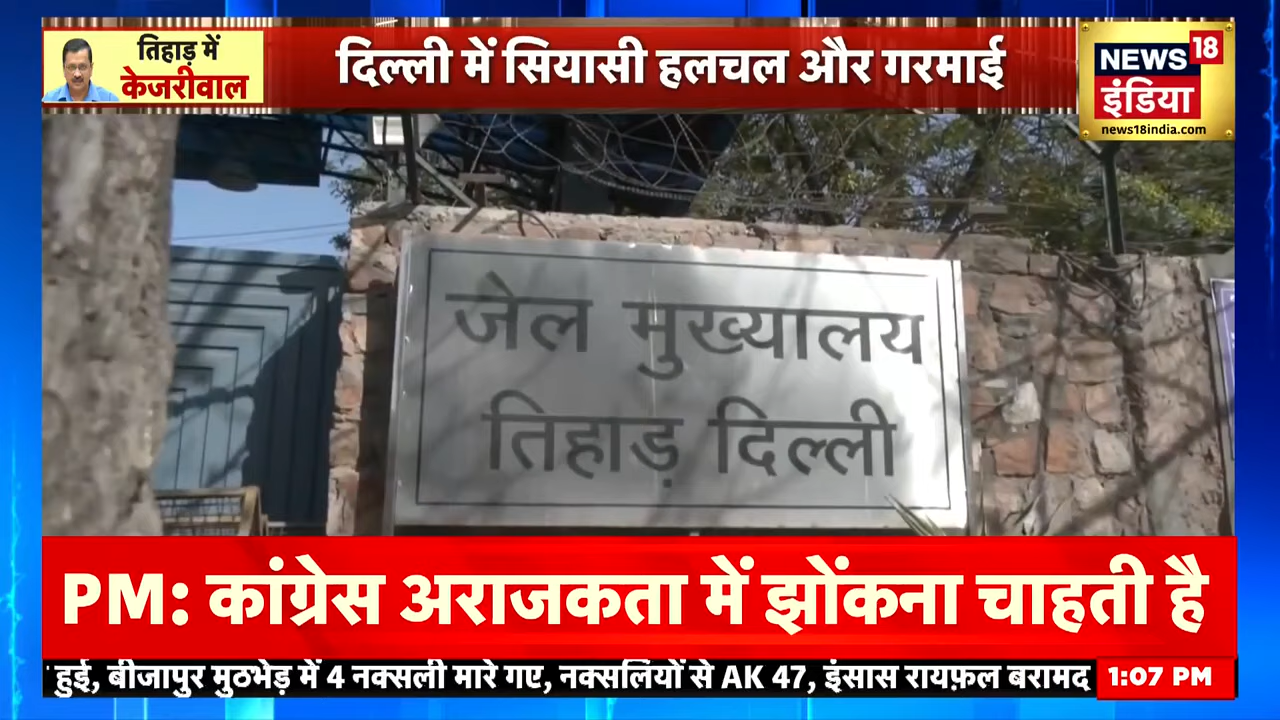 तिहाड़ में
केजरीवाल
दिल्ली में सियासी हलचल और गरमाई
NEWS 18
इंडिया
news18india.com
जेल मुख्यालय
तिहाड़ दिल्ली
PM: कांग्रेस अराजकता में झोंकना चाहती है
हुई, बीजापुर मुठभेड़ में 4 नक्सली मारे गए, नक्सलियों से AK 47, इंसास रायफ़ल बरामद
1:07 PM